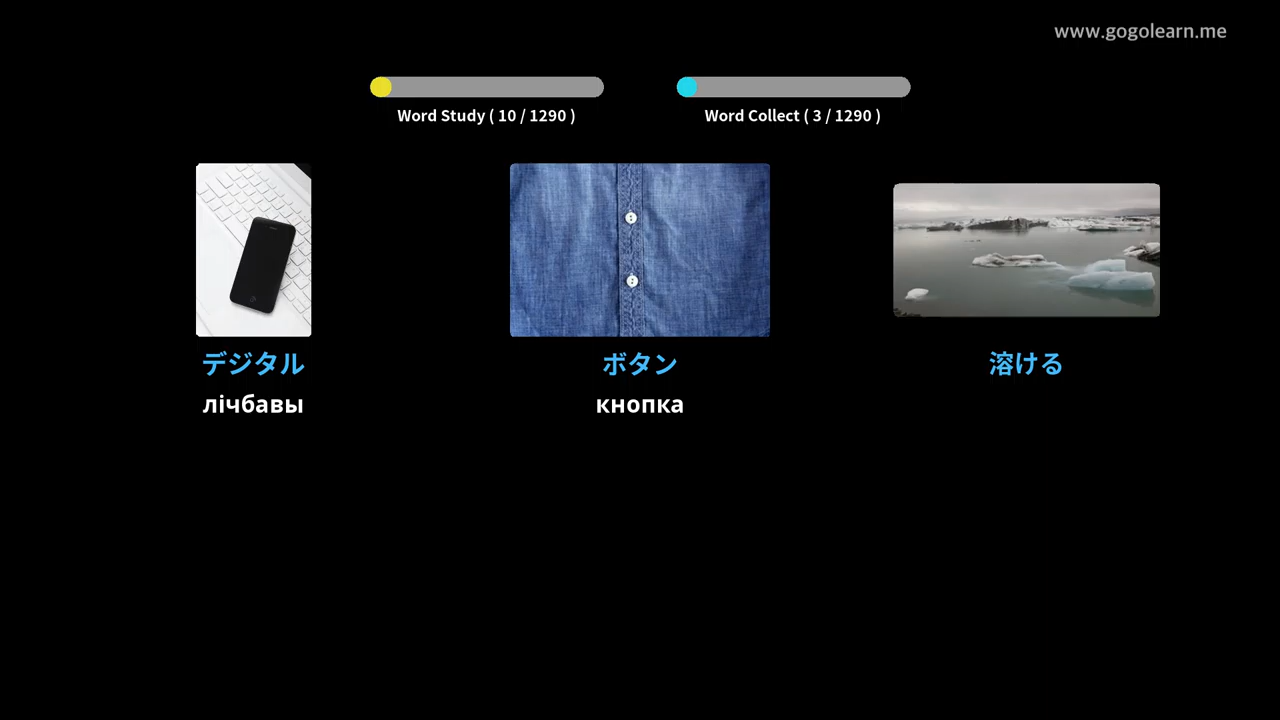 www.gogolearn.me
Word Study ( 10 / 1290 )
Word Collect ( 3 / 1290 )
デジタル
ボタン
溶ける
лічбавы
кнопка